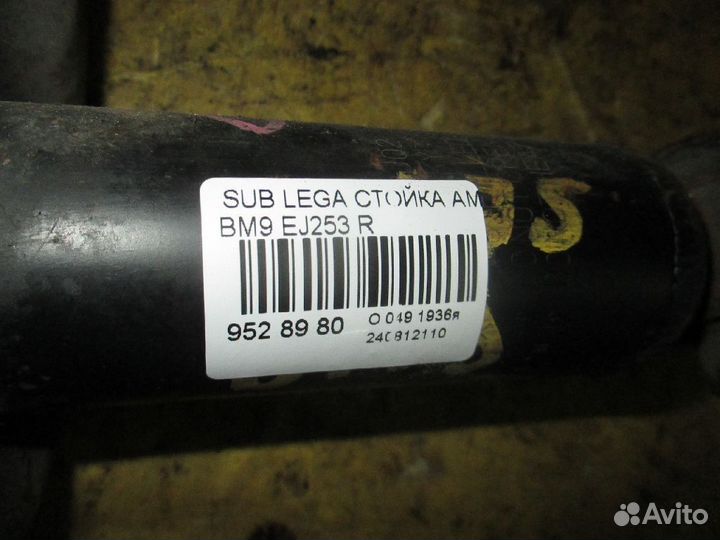 SUB LEGA СТОЙКА АМ
BM9 EJ253 R
952 89 80
O 049 1936я
240812110
Avito